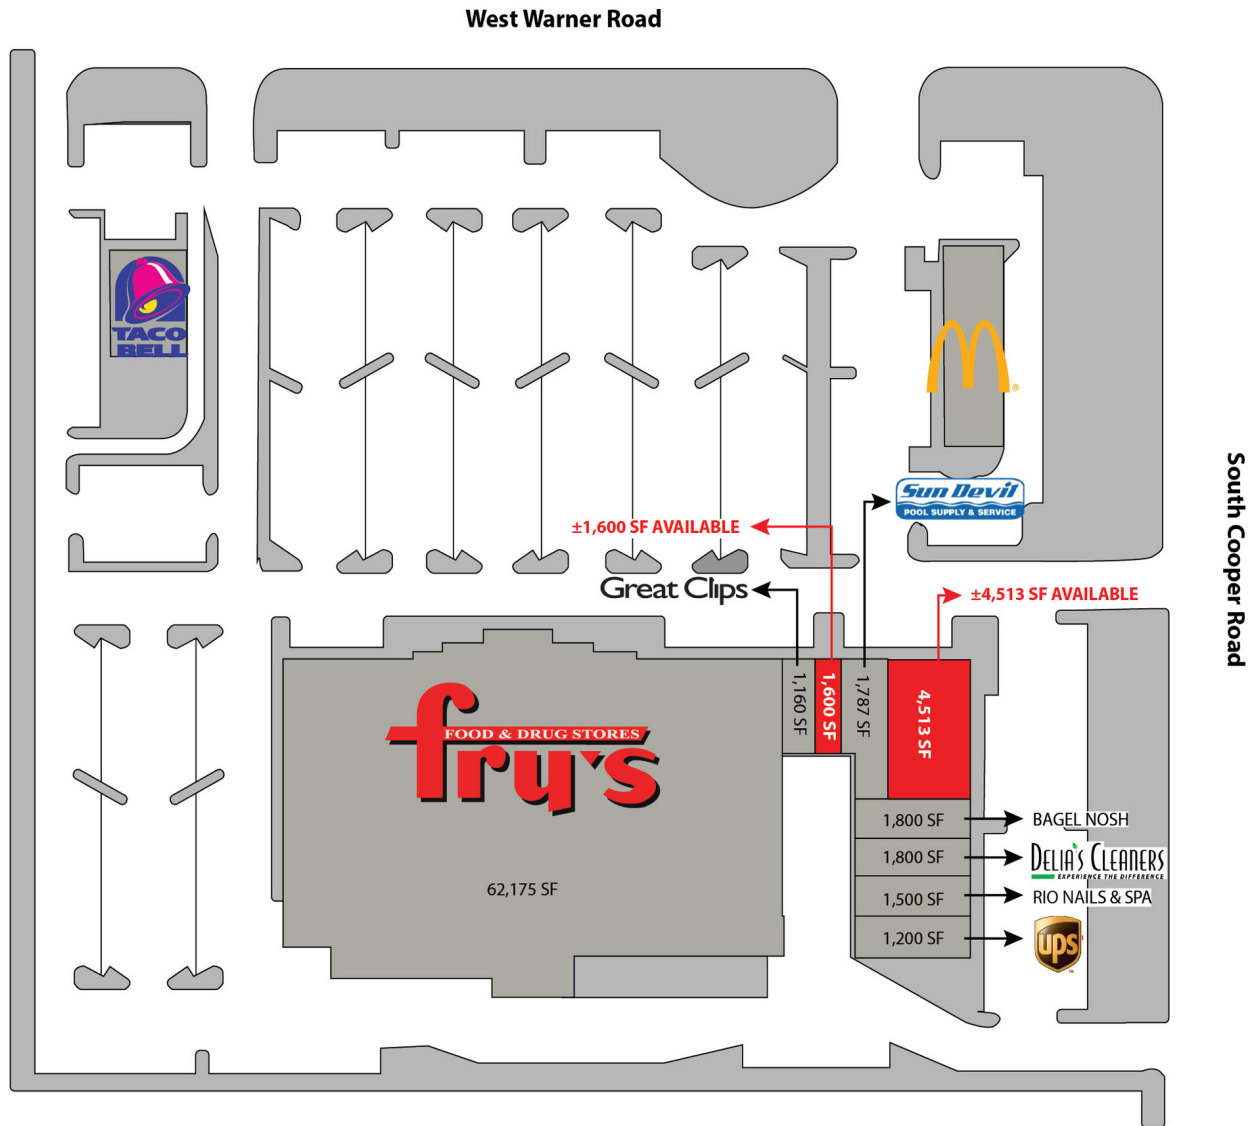 West Warner Road
TACO
BELL
®
South Cooper Road
Sun Devil
POOL SUPPLY & SERVICE
±1,600 SF AVAILABLE
Great Clips
±4,513 SF AVAILABLE
1,160 SF
1,600 SF
1,787 SF
4,513 SF
fry's
FOOD & DRUG STORES
62,175 SF
1,800 SF
BAGEL NOSH
1,800 SF
DELIA'S CLEANERS
EXPERIENCE THE DIFFERENCE
1,500 SF
RIO NAILS & SPA
1,200 SF
ups
™